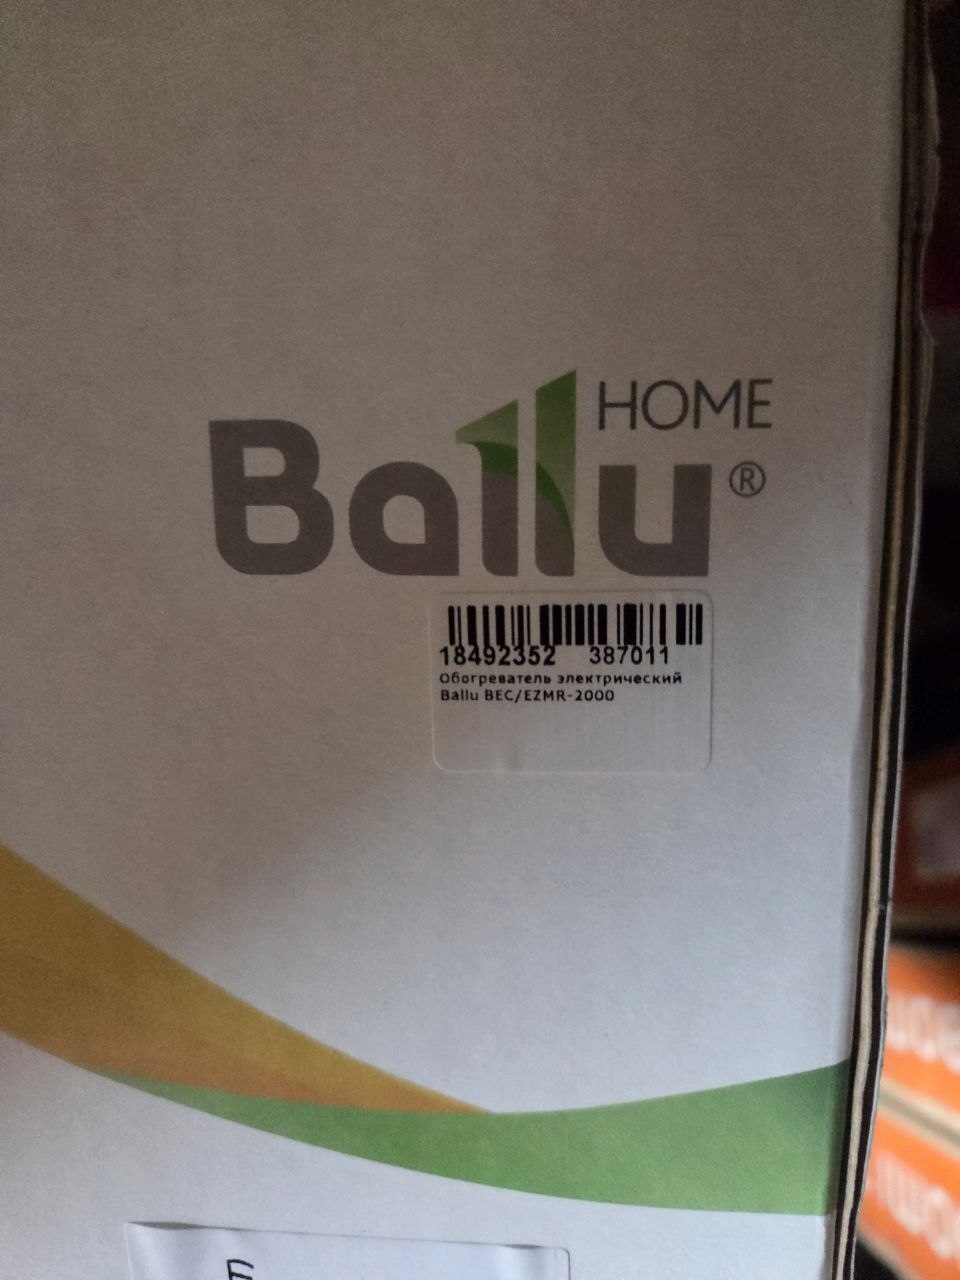 Ballu HOME ®
18492352 387011
Обогреватель электрический
Ballu BEC/EZMR-2000